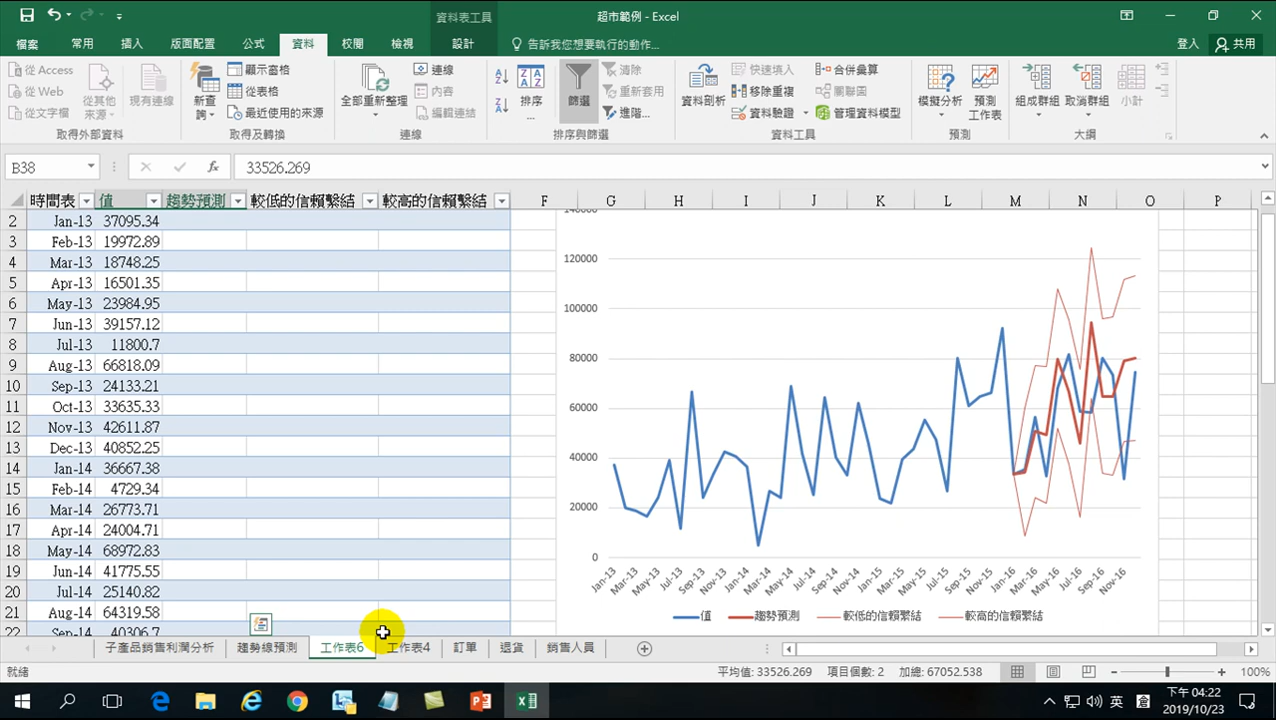 資料表工具
超市範例 - Excel
檔案 常用 插入 版面配置 公式 資料 校閱 檢視 設計 告訴我您想要執行的動作... 登入 共用
從 Access
從 Web
從文字檔
從其他來源
現有連線
取得外部資料
新查詢
顯示窗格
從表格
最近使用的來源
取得及轉換
全部重新整理
連線
內容
編輯連結
連線
排序...
篩選
清除
重新套用
進階...
排序與篩選
資料剖析
快速填入
移除重複
資料驗證
合併彙算
關聯圖
管理資料模型
資料工具
模擬分析
預測工作表
預測
組成群組
取消群組
小計
大綱
B38 fx 33526.269
時間表 值 趨勢預測 較低的信賴繫結 較高的信賴繫結 F G H I J K L M N O P
2 Jan-13 37095.34
3 Feb-13 19972.89
4 Mar-13 18748.25
5 Apr-13 16501.35
6 May-13 23984.95
7 Jun-13 39157.12
8 Jul-13 11800.7
9 Aug-13 66818.09
10 Sep-13 24133.21
11 Oct-13 33635.33
12 Nov-13 42611.87
13 Dec-13 40852.25
14 Jan-14 36667.38
15 Feb-14 4729.34
16 Mar-14 26773.71
17 Apr-14 24004.71
18 May-14 68972.83
19 Jun-14 41775.55
20 Jul-14 25140.82
21 Aug-14 64319.58
22 Sep-14 40306.7
140000
120000
100000
80000
60000
40000
20000
0
Jan-13 Mar-13 May-13 Jul-13 Sep-13 Nov-13 Jan-14 Mar-14 May-14 Jul-14 Sep-14 Nov-14 Jan-15 Mar-15 May-15 Jul-15 Sep-15 Nov-15 Jan-16 Mar-16 May-16 Jul-16 Sep-16 Nov-16
值 趨勢預測 較低的信賴繫結 較高的信賴繫結
子產品銷售利潤分析 趨勢線預測 工作表6 工作表4 訂單 退貨 銷售人員
就緒 平均值: 33526.269 項目個數: 2 加總: 67052.538 100%
英
下午 04:22
2019/10/23